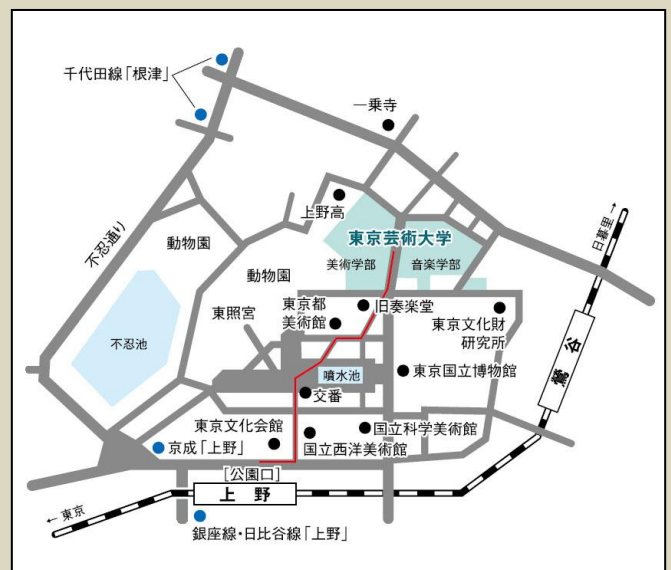 千代田線「根津」
一乗寺
上野高
東京芸術大学
美術学部
音楽学部
不忍通り
動物園
動物園
日暮里→
東京都
美術館
旧奏楽堂
東照宮
東京文化財
研究所
不忍池
噴水池
東京国立博物館
鶯谷
交番
東京文化会館
国立科学美術館
京成「上野」
国立西洋美術館
[公園口]
上野
←東京
銀座線・日比谷線「上野」